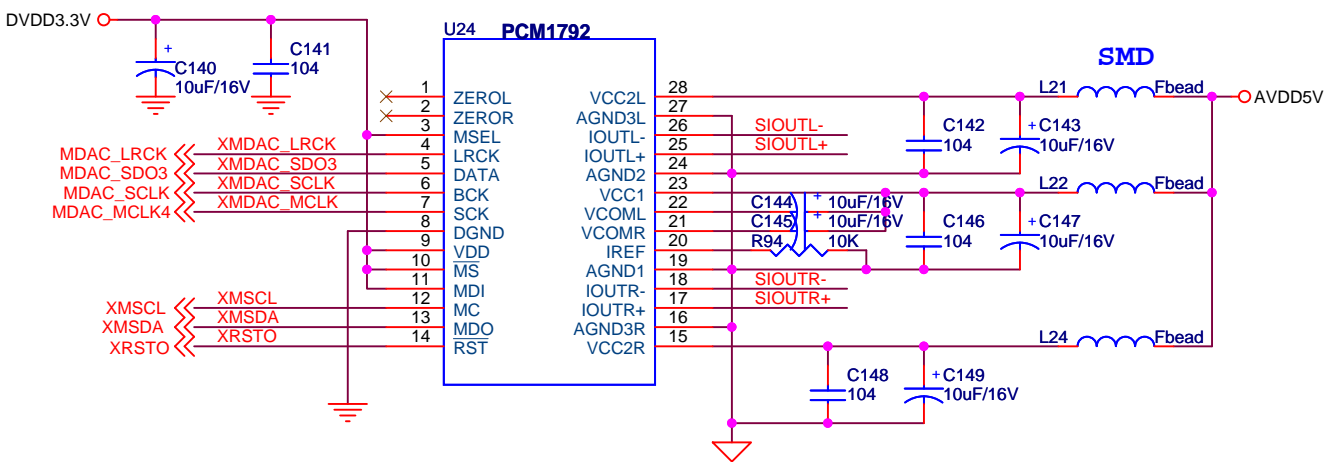 DVDD3.3V
+
C140
10uF/16V
C141
104
U24
PCM1792
SMD
1 ZEROL
2 ZEROR
3 MSEL
4 LRCK
5 DATA
6 BCK
7 SCK
8 DGND
9 VDD
10 MS
11 MDI
12 MC
13 MDO
14 RST
MDAC_LRCK XMDAC_LRCK
MDAC_SDO3 XMDAC_SDO3
MDAC_SCLK XMDAC_SCLK
MDAC_MCLK4 XMDAC_MCLK
XMSCL XMSCL
XMSDA XMSDA
XRSTO XRSTO
VCC2L 28
AGND3L 27
IOUTL- 26 SIOUTL-
IOUTL+ 25 SIOUTL+
AGND2 24
VCC1 23
VCOML 22
VCOMR 21
IREF 20
AGND1 19
IOUTR- 18 SIOUTR-
IOUTR+ 17 SIOUTR+
AGND3R 16
VCC2R 15
C144 + 10uF/16V
C145 + 10uF/16V
R94 10K
L21 Fbead
AVDD5V
C142
104
+ C143
10uF/16V
L22 Fbead
C146
104
+ C147
10uF/16V
L24 Fbead
C148
104
+ C149
10uF/16V